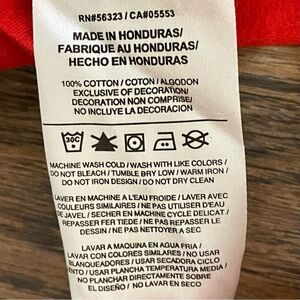 RN#56323 / CA#05553
MADE IN HONDURAS/
FABRIQUE AU HONDURAS/
HECHO EN HONDURAS
100% COTTON / COTON / ALGODON
EXCLUSIVE OF DECORATION/
DECORATION NON COMPRISE/
NO INCLUYE LA DECORACION
30C
MACHINE WASH COLD / WASH WITH LIKE COLORS /
DO NOT BLEACH / TUMBLE DRY LOW / WARM IRON /
DO NOT IRON DESIGN / DO NOT DRY CLEAN
LAVER EN MACHINE A L'EAU FROIDE / LAVER AVEC
COULEURS SIMILAIRES / NE PAS UTILISER
DE JAVEL / SECHER EN MACHINE CYCLE DELICAT /
REPASSER FER TIEDE / NE PAS REPASSER LE
DESSIN / NE PAS NETTOYER A SEC
LAVAR A MAQUINA EN AGUA FRIA /
LAVAR CON COLORES SIMILARES / NO USAR
BLANQUEADORES / USAR SECADORA CICLO
LENTO / USAR PLANCHA TEMPERATURA MEDIA /
NO PLANCHAR DIRECTAMENTE SOBRE
EL DISEÑO / NO LAVAR EN SECO